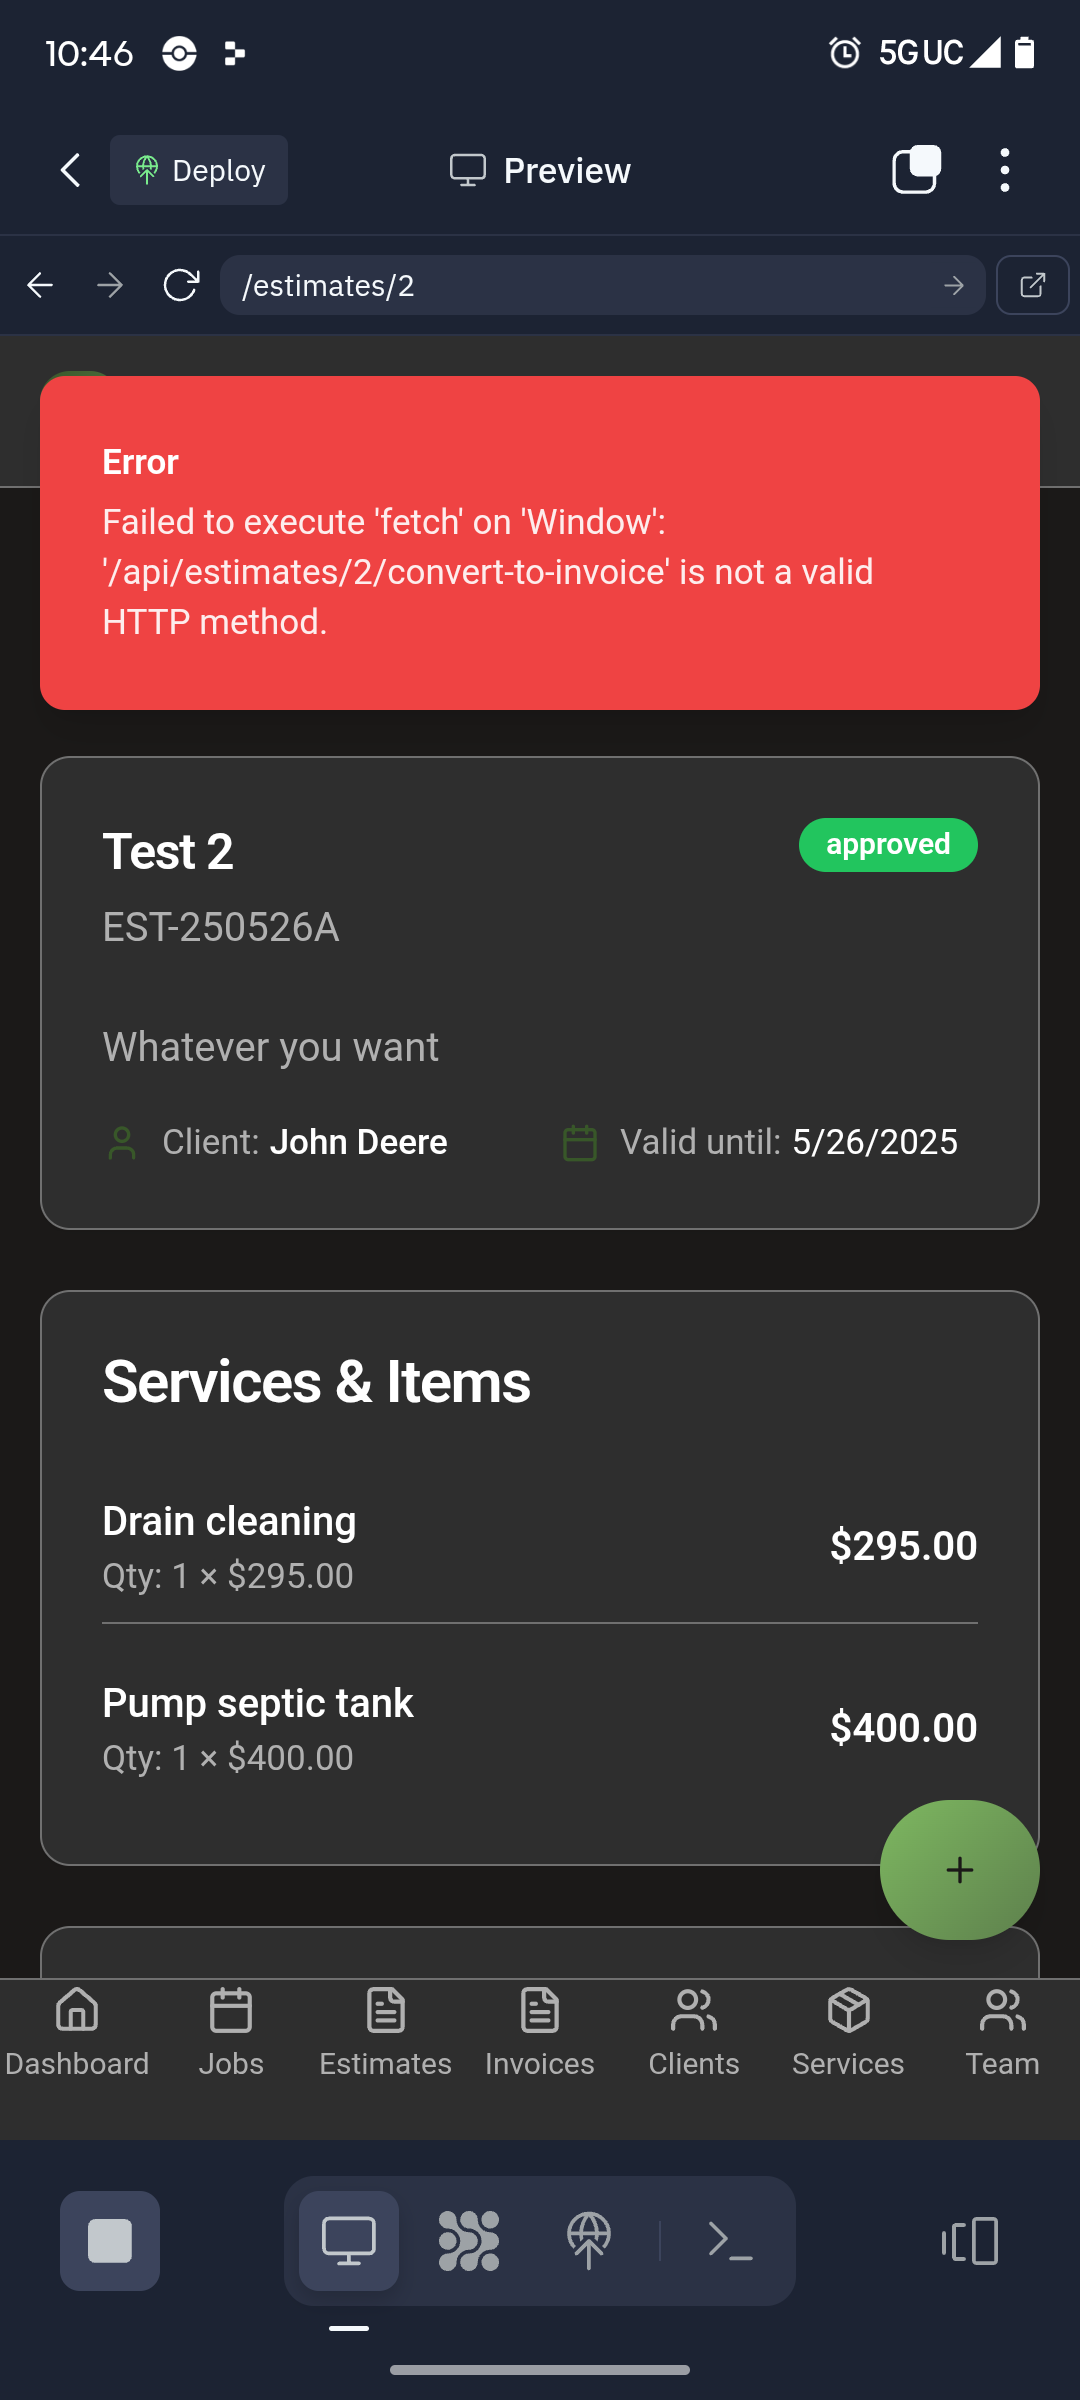 10:46
5G UC
Deploy
Preview
/estimates/2
Error
Failed to execute 'fetch' on 'Window':
'/api/estimates/2/convert-to-invoice' is not a valid
HTTP method.
Test 2
approved
EST-250526A
Whatever you want
Client: John Deere
Valid until: 5/26/2025
Services & Items
Drain cleaning
$295.00
Qty: 1 × $295.00
Pump septic tank
$400.00
Qty: 1 × $400.00
Dashboard
Jobs
Estimates
Invoices
Clients
Services
Team